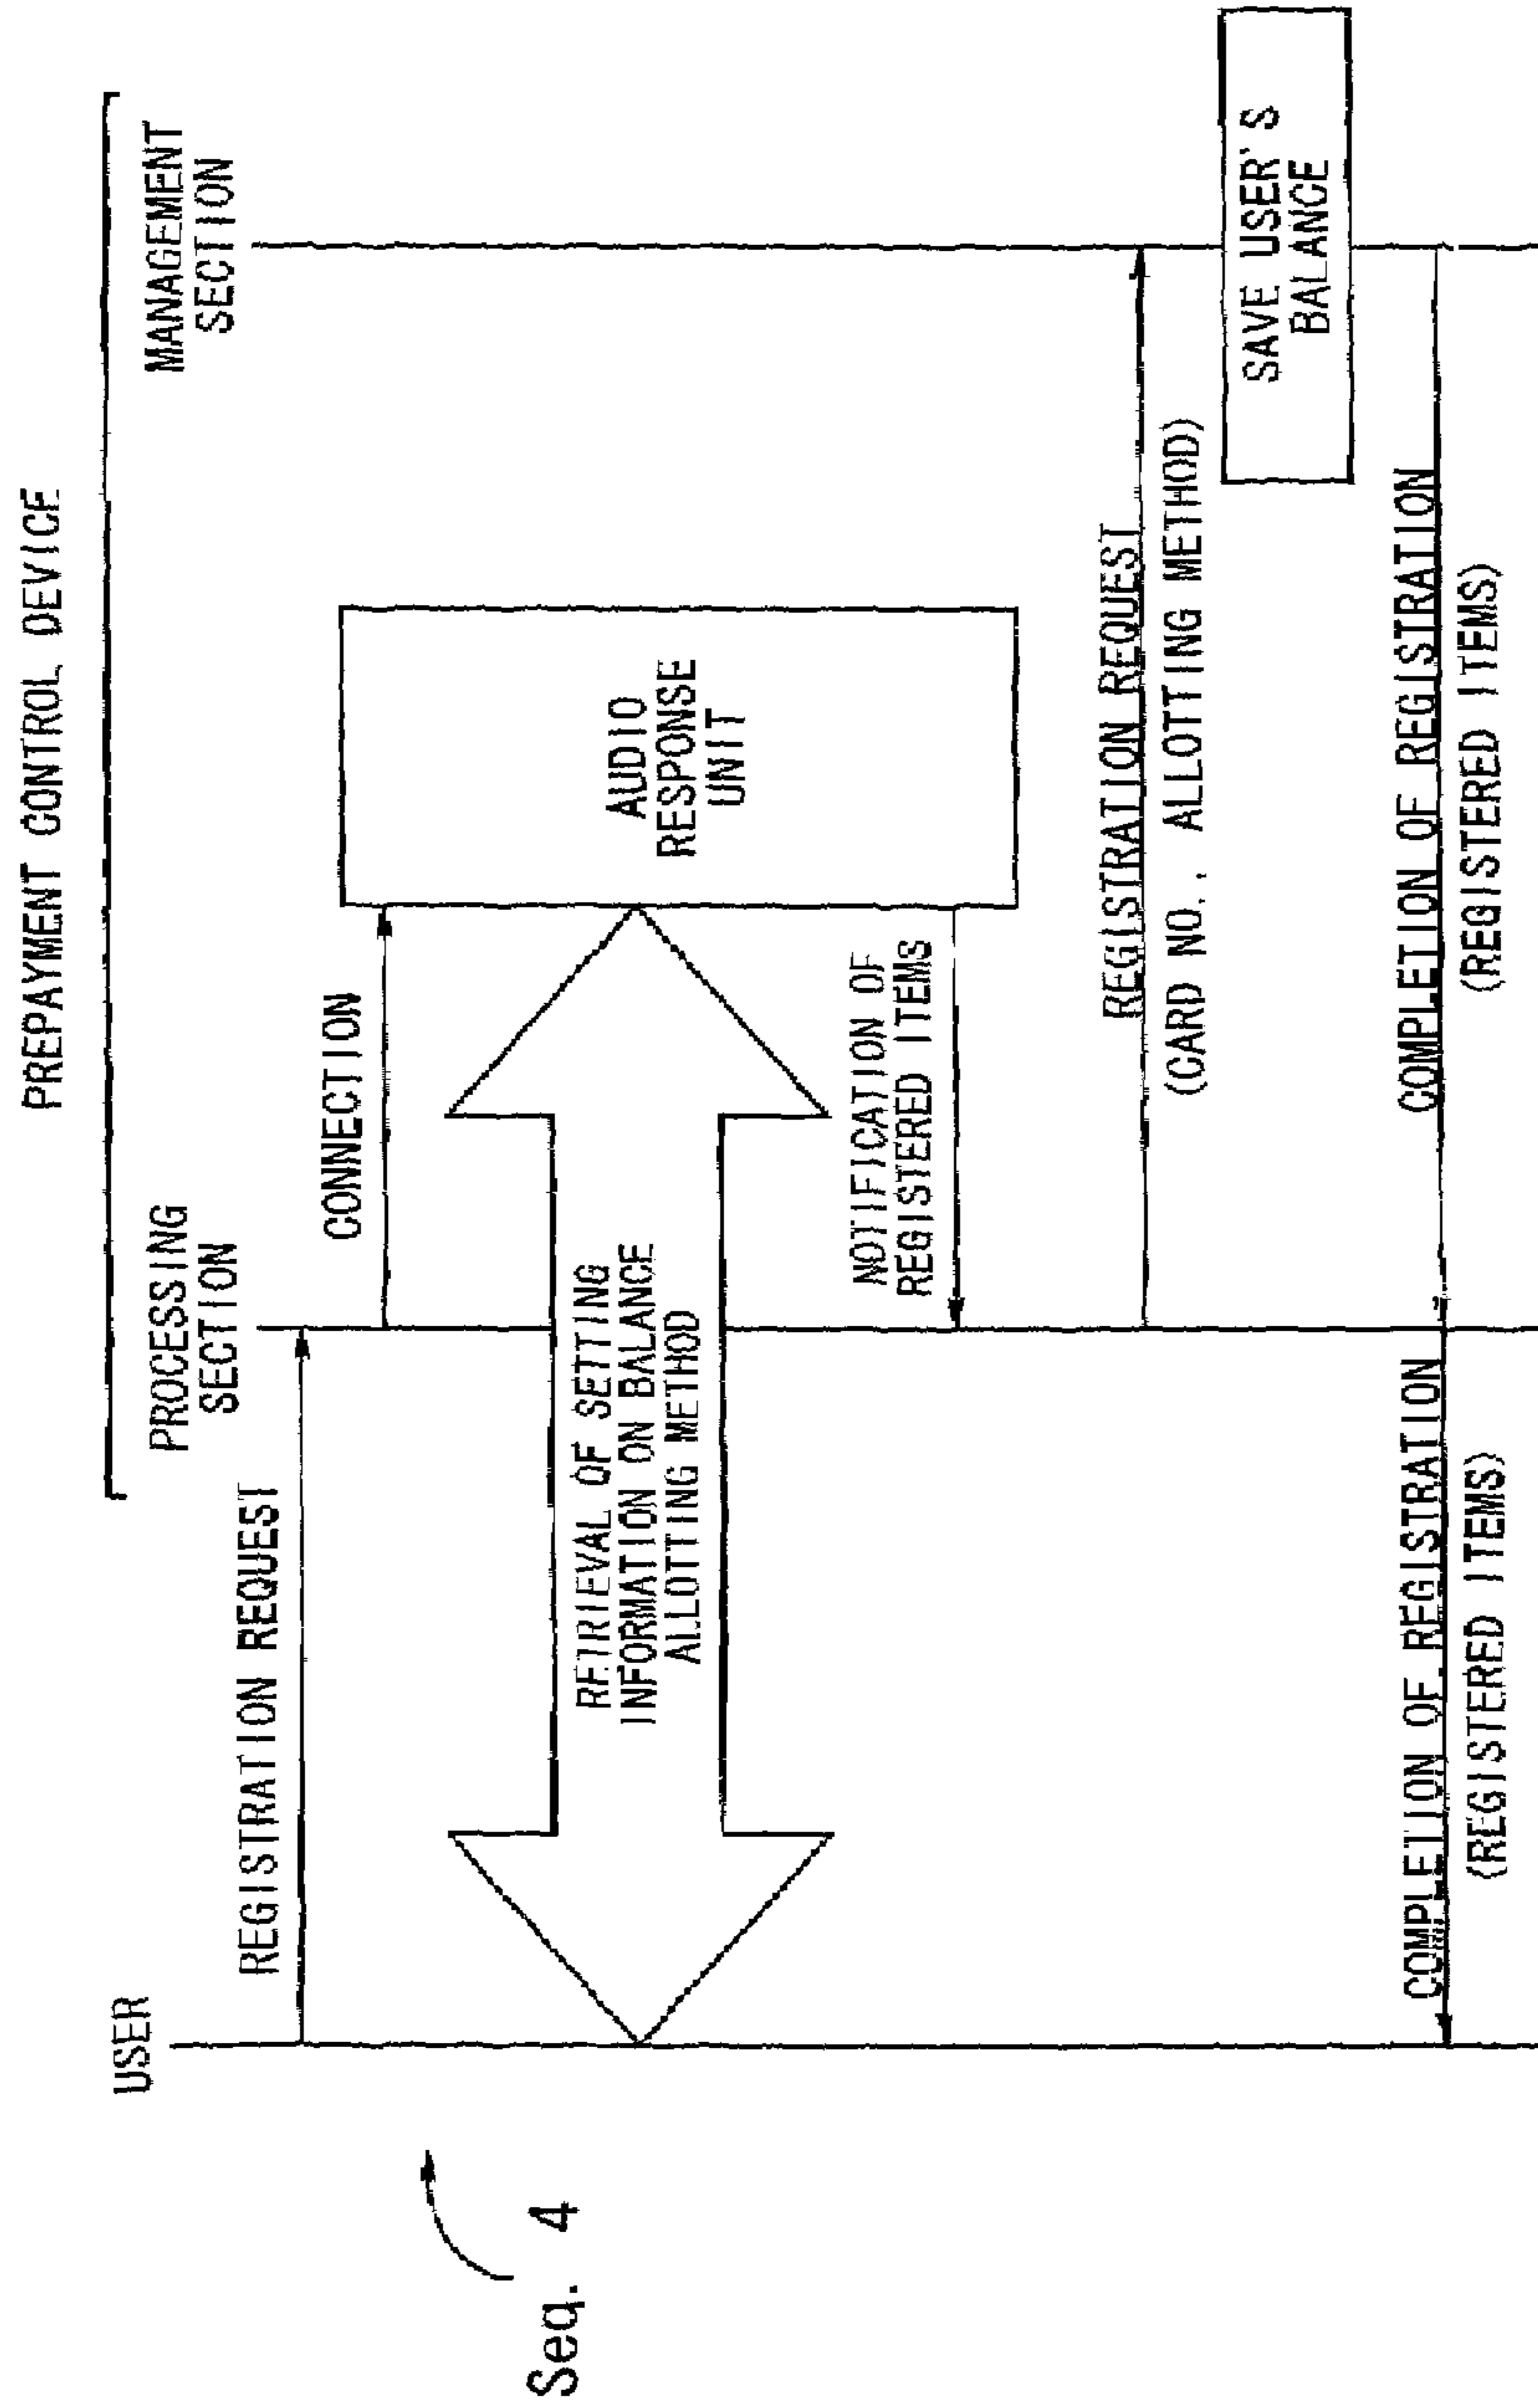 PREPAYMENT CONTROL DEVICE
USER
PROCESSING
SECTION
MANAGEMENT
SECTION
REGISTRATION REQUEST
CONNECTION
Seq. 4
RETRIEVAL OF SETTING
INFORMATION ON BALANCE
ALLOTTING METHOD
AUDIO
RESPONSE
UNIT
NOTIFICATION OF
REGISTERED ITEMS
REGISTRATION REQUEST
(CARD NO., ALLOTTING METHOD)
SAVE USER'S
BALANCE
COMPLETION OF REGISTRATION
(REGISTERED ITEMS)
COMPLETION OF REGISTRATION
(REGISTERED ITEMS)